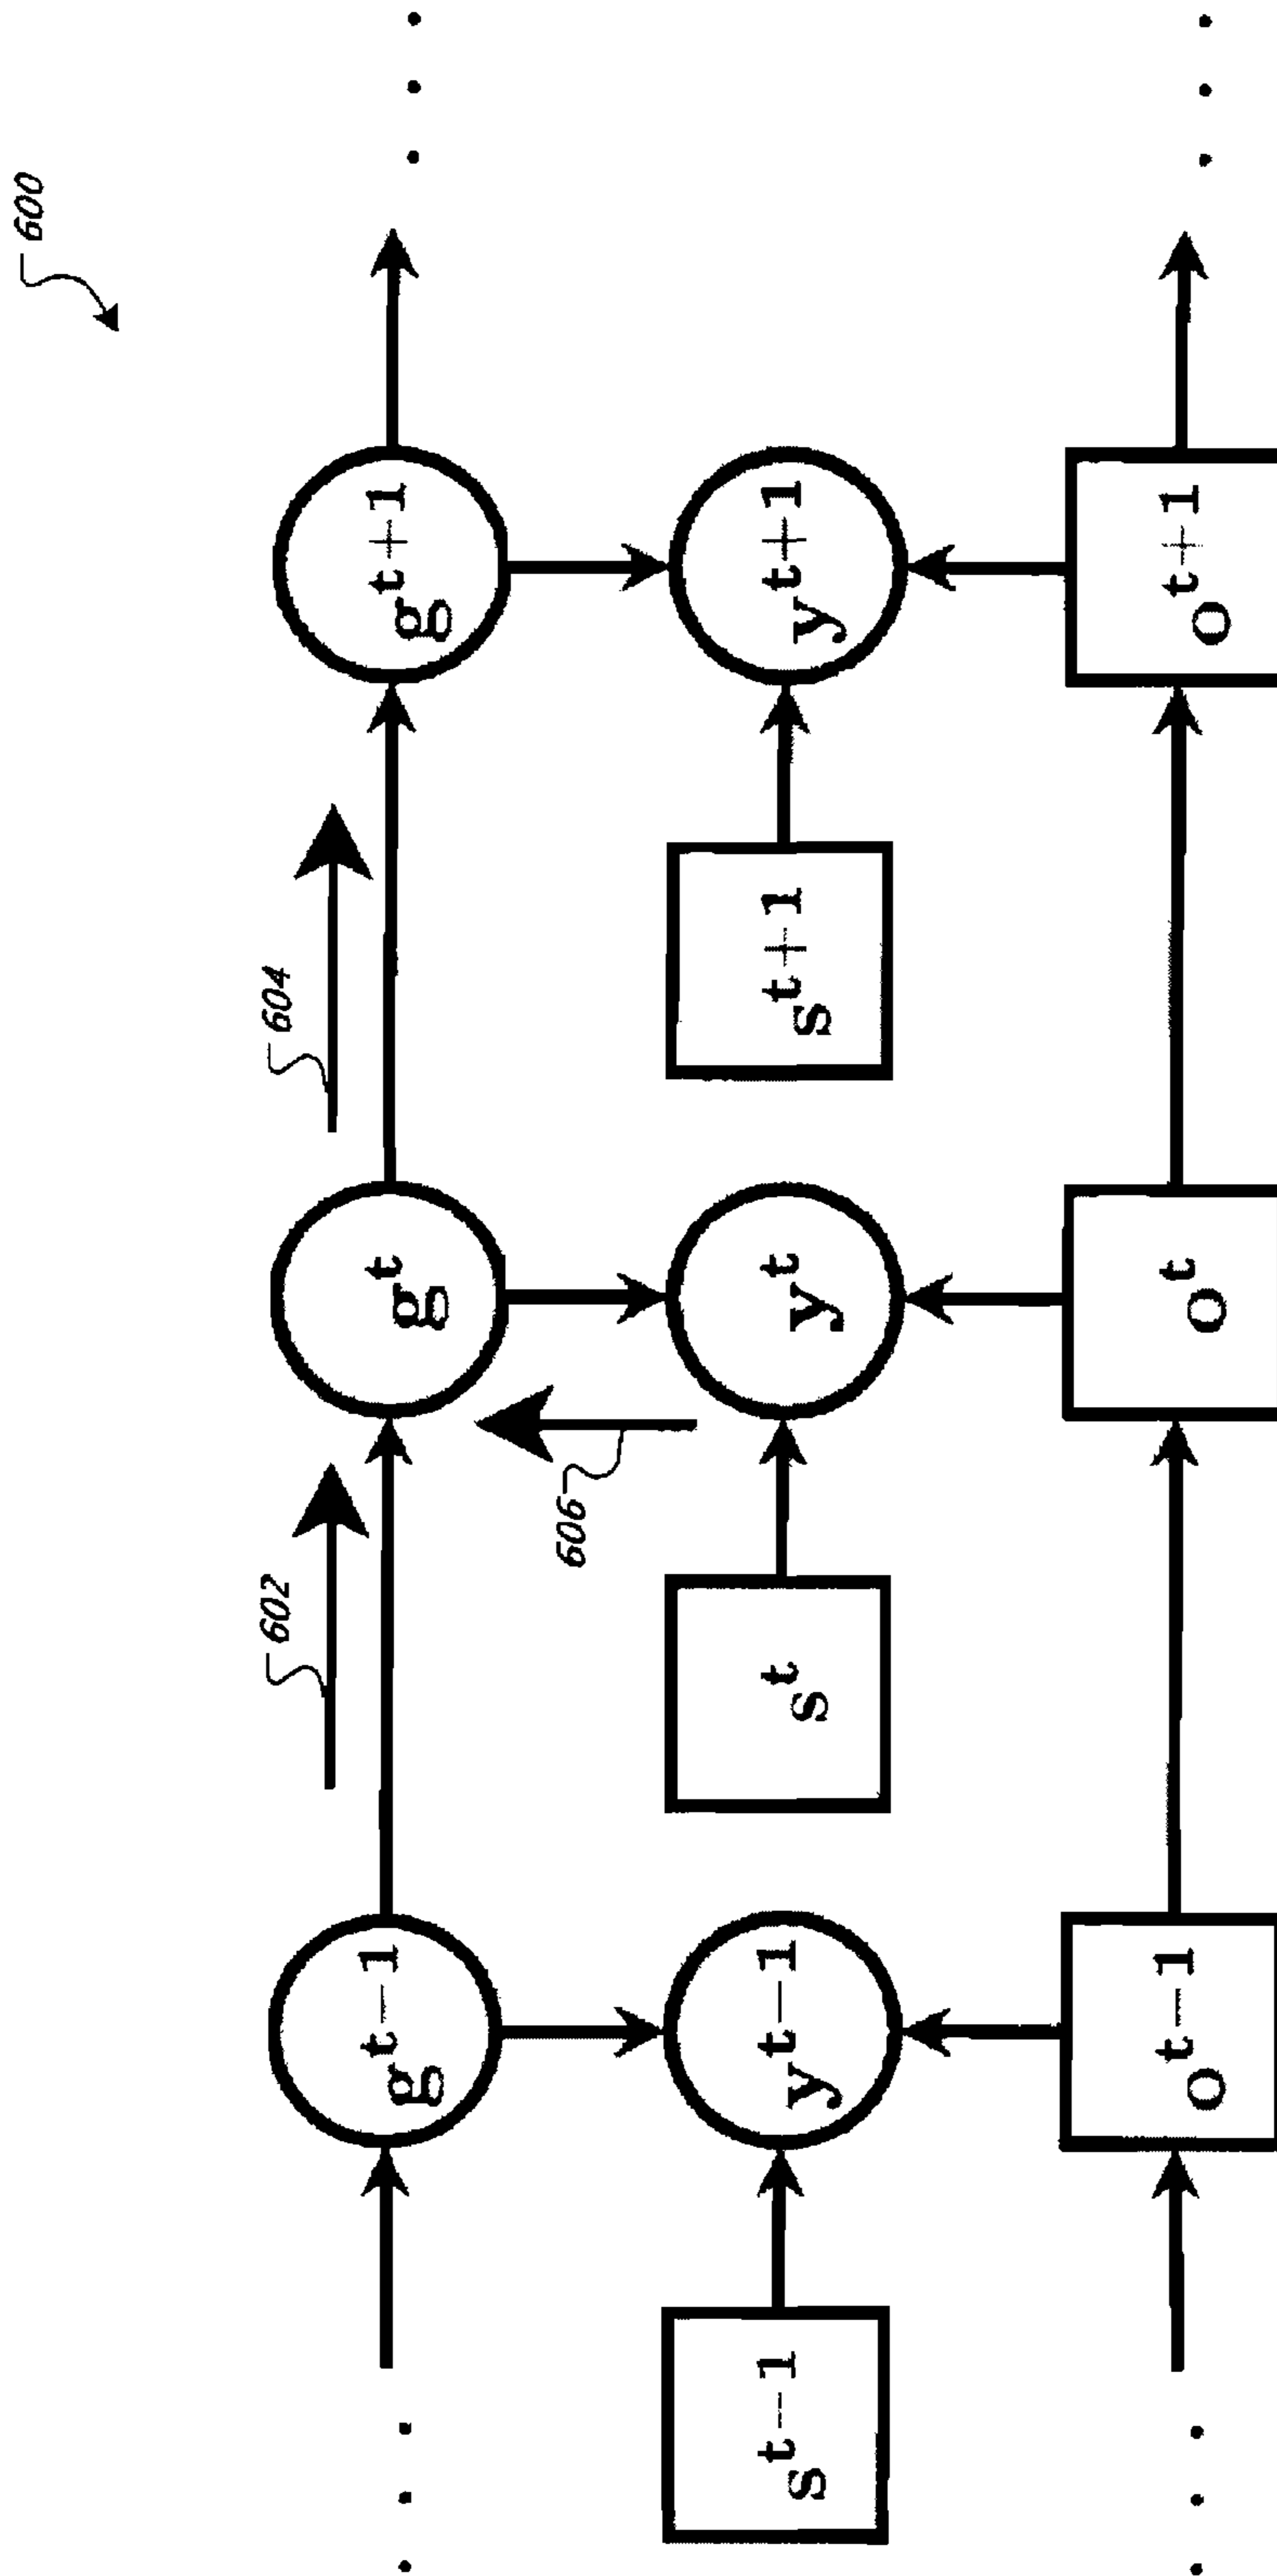 600
602
604
g^{t-1}
g^t
g^{t+1}
606
s^{t-1}
y^{t-1}
s^t
y^t
s^{t+1}
y^{t+1}
o^{t-1}
o^t
o^{t+1}